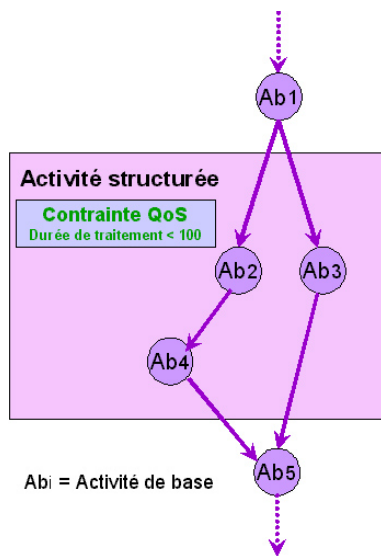 Ab1
Activité structurée
Contrainte QoS
Durée de traitement < 100
Ab2
Ab3
Ab4
Abi = Activité de base
Ab5